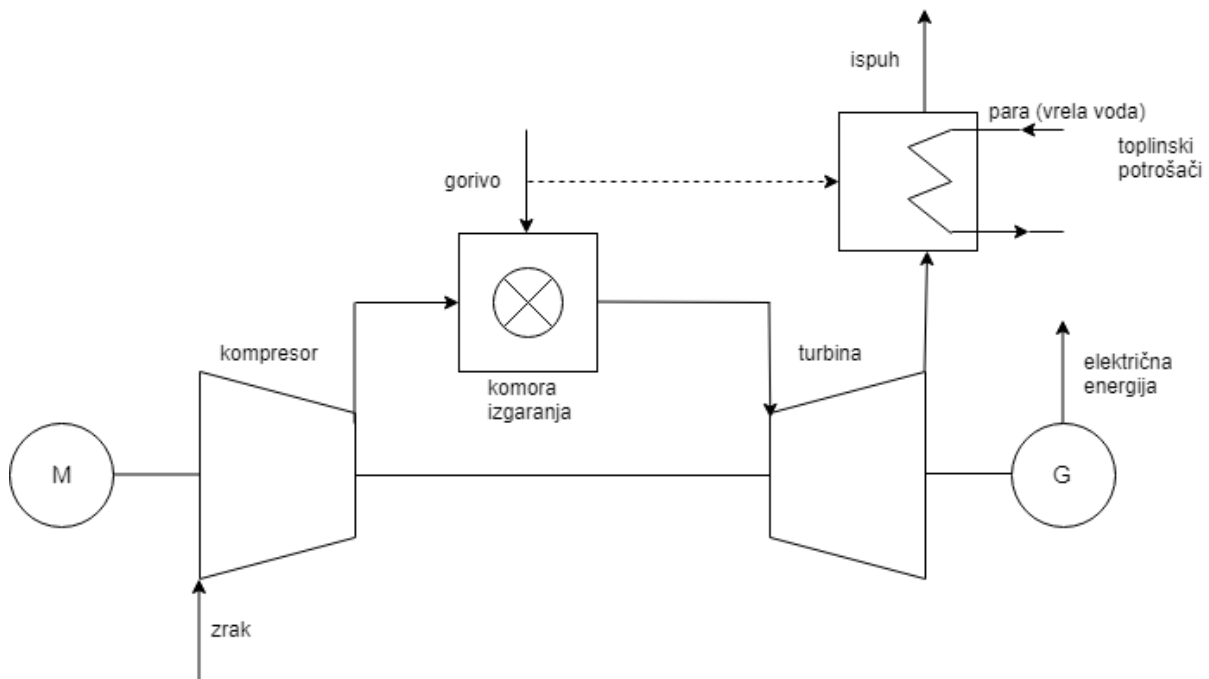 ispuh
para (vrela voda)
toplinski
potrošači
gorivo
kompresor
turbina
električna
energija
komora
izgaranja
M
G
zrak